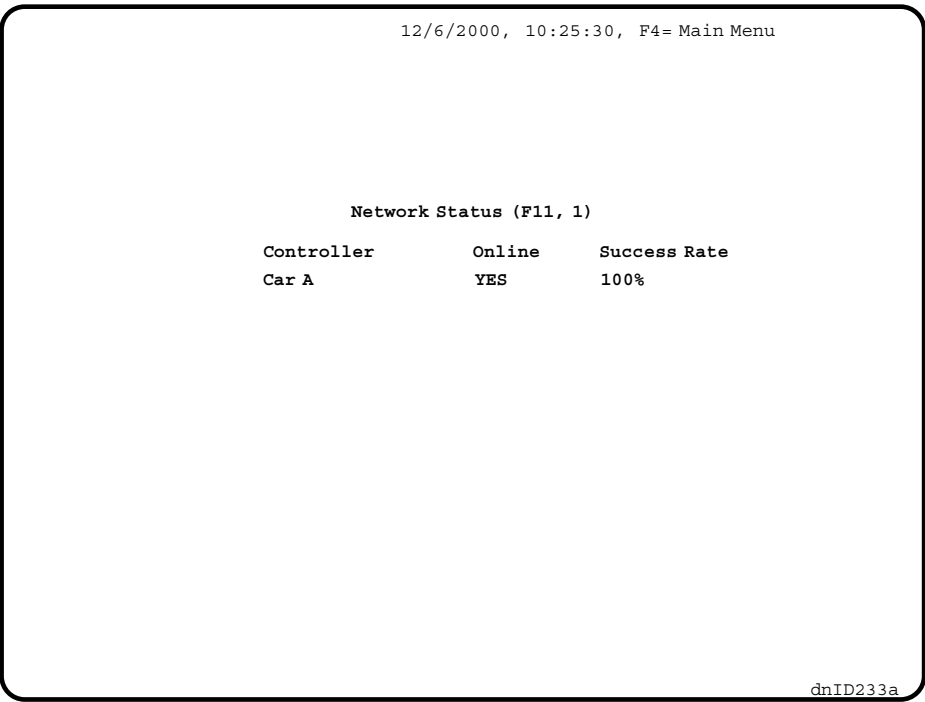 12/6/2000, 10:25:30, F4= Main Menu
Network Status (F11, 1)
Controller Online Success Rate
Car A YES 100%
dnID233a